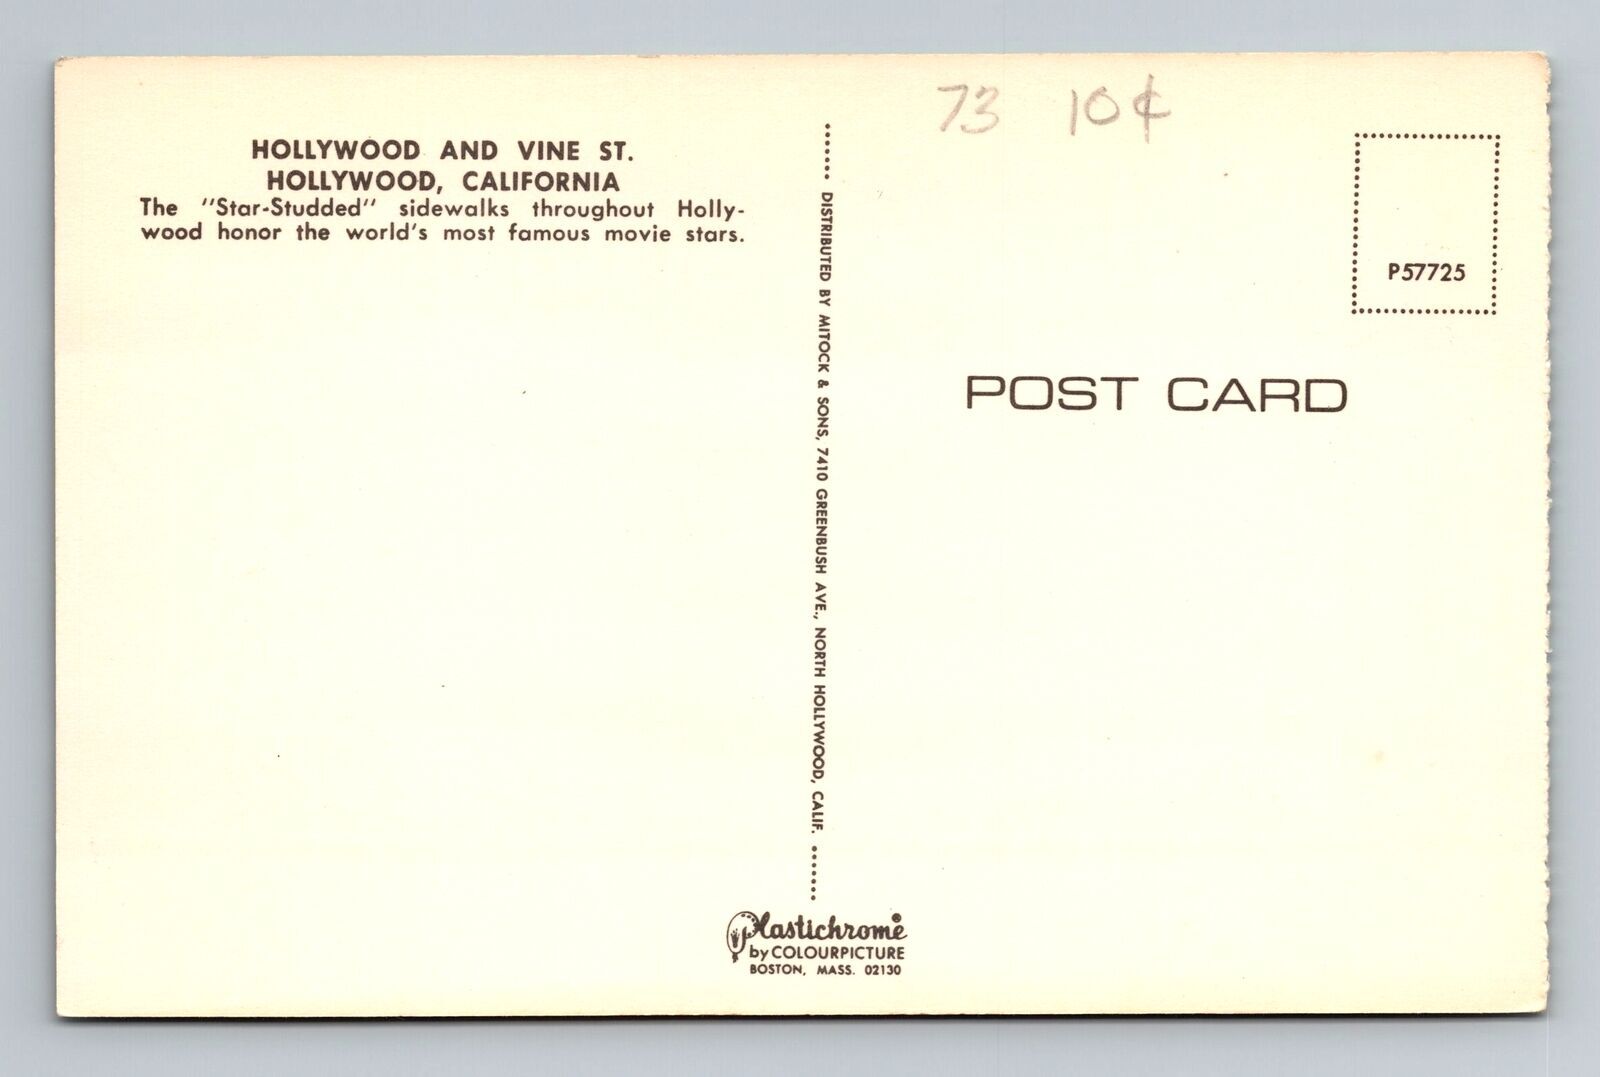 73 10¢
HOLLYWOOD AND VINE ST.
HOLLYWOOD, CALIFORNIA
The "Star-Studded" sidewalks throughout Holly-
wood honor the world's most famous movie stars.
DISTRIBUTED BY MITOCK & SONS, 7410 GREENBUSH AVE., NORTH HOLLYWOOD, CALIF.
P57725
POST CARD
Plastichrome®
by COLOURPICTURE
BOSTON, MASS. 02130